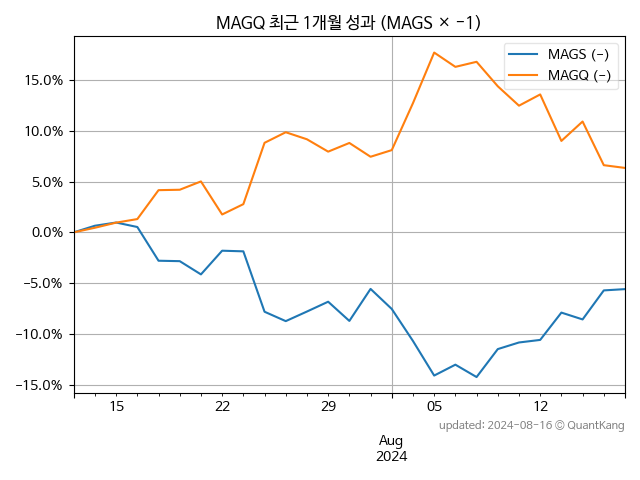 MAGQ 최근 1개월 성과 (MAGS × −1)
MAGS (-)
MAGQ (-)
15.0%
10.0%
5.0%
0.0%
−5.0%
−10.0%
−15.0%
15 22 29 05 12
Aug
2024
updated: 2024-08-16 © QuantKang